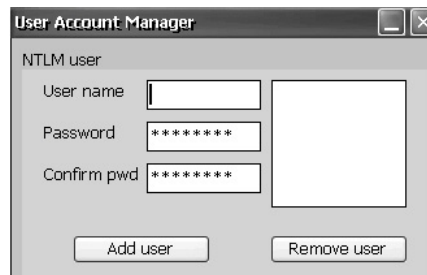 User Account Manager
NTLM user
User name
Password ********
Confirm pwd ********
Add user Remove user